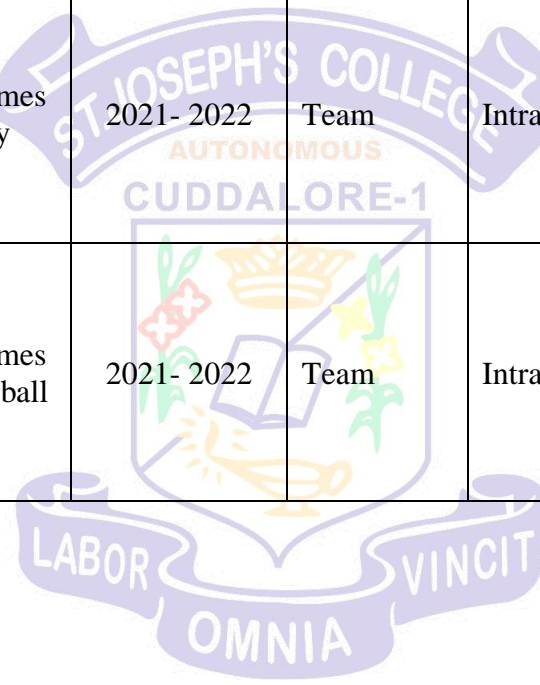 ST. JOSEPH'S COLLEGE
AUTONOMOUS
CUDDALORE-1
mes
y
2021- 2022
Team
Intra
mes
ball
2021- 2022
Team
Intra
LABOR
OMNIA
VINCIT